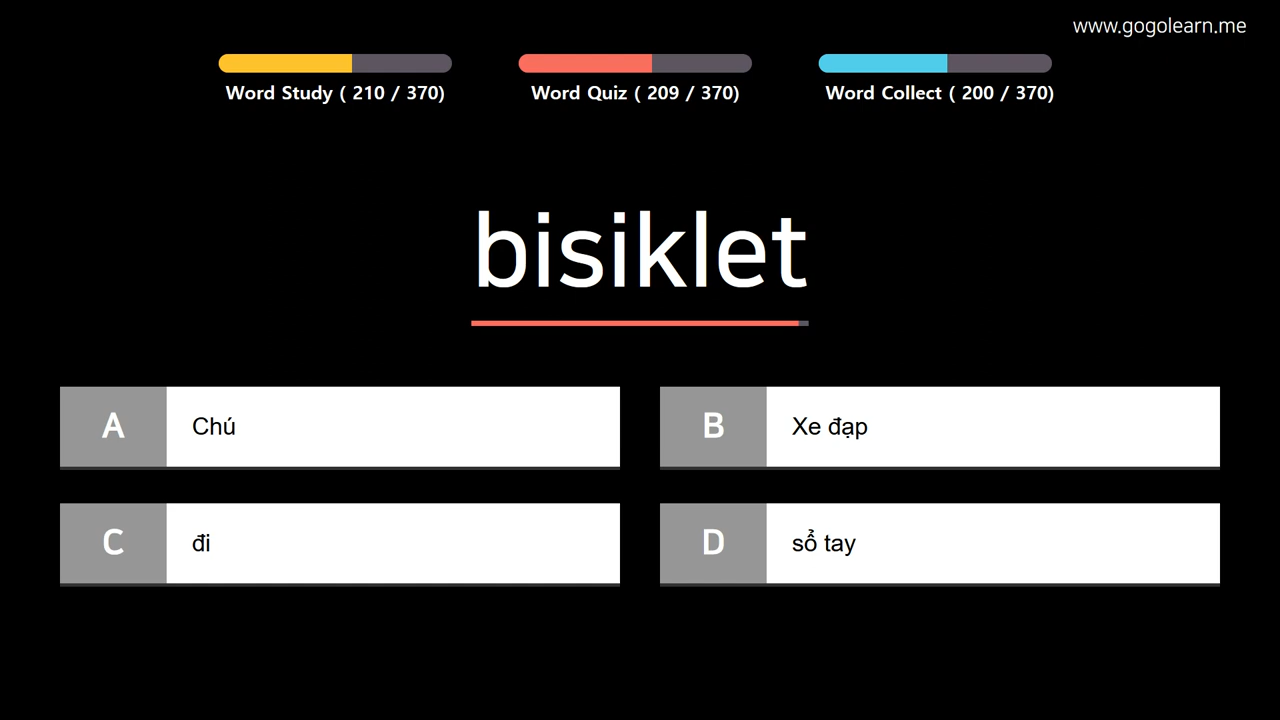 www.gogolearn.me
Word Study ( 210 / 370)
Word Quiz ( 209 / 370)
Word Collect ( 200 / 370)
bisiklet
A
Chú
B
Xe đạp
C
đi
D
sổ tay